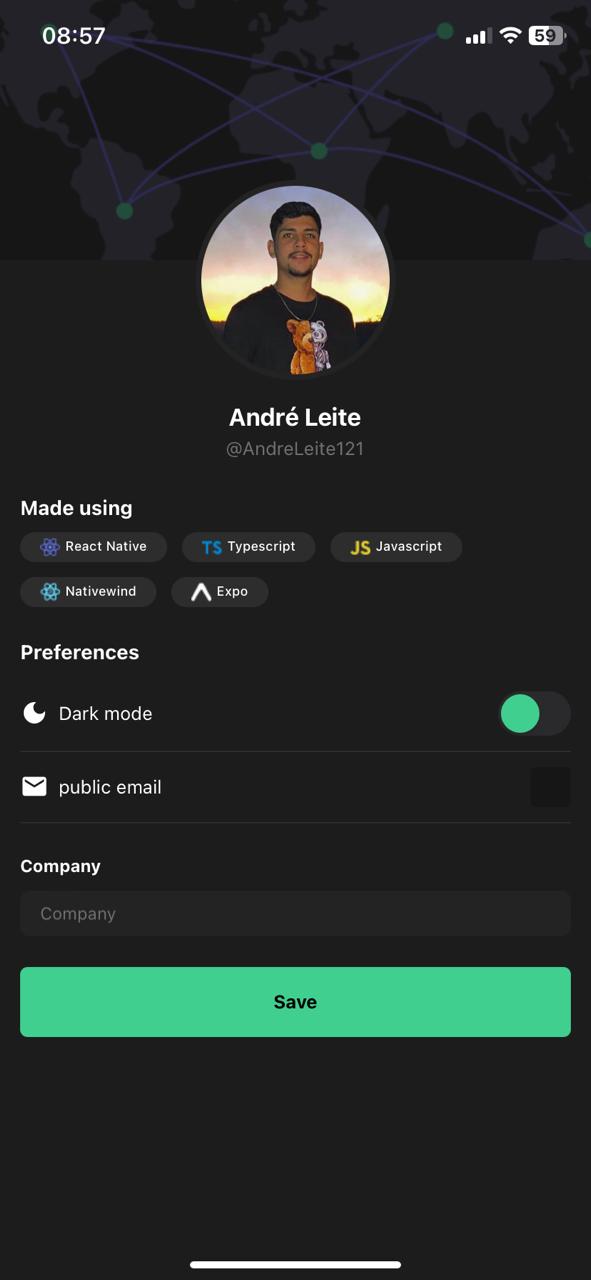 08:57
59
André Leite
@AndreLeite121
Made using
React Native
TS Typescript
JS Javascript
Nativewind
Expo
Preferences
Dark mode
public email
Company
Company
Save